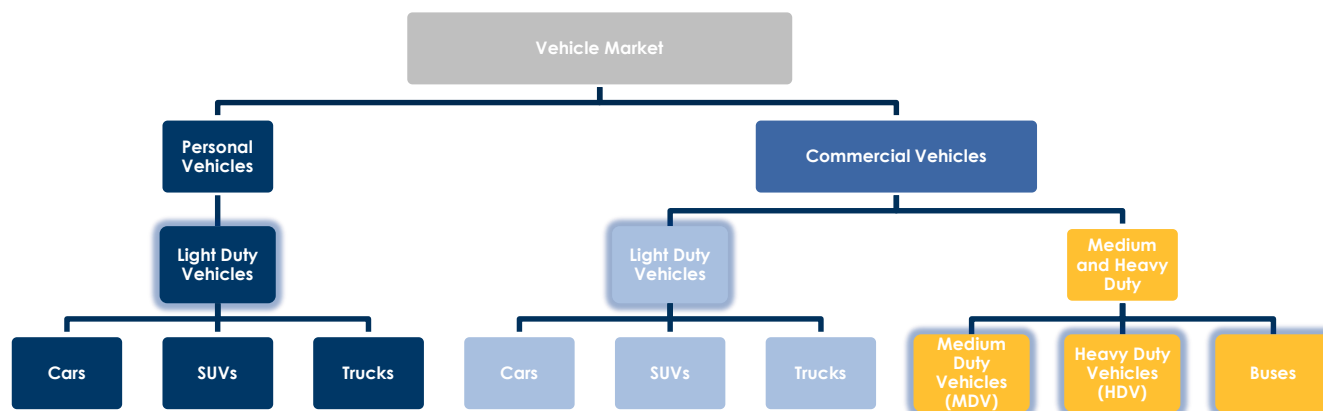 Vehicle Market
Personal
Vehicles
Commercial Vehicles
Light Duty
Vehicles
Light Duty
Vehicles
Medium
and Heavy
Duty
Cars
SUVs
Trucks
Cars
SUVs
Trucks
Medium
Duty
Vehicles
(MDV)
Heavy Duty
Vehicles
(HDV)
Buses